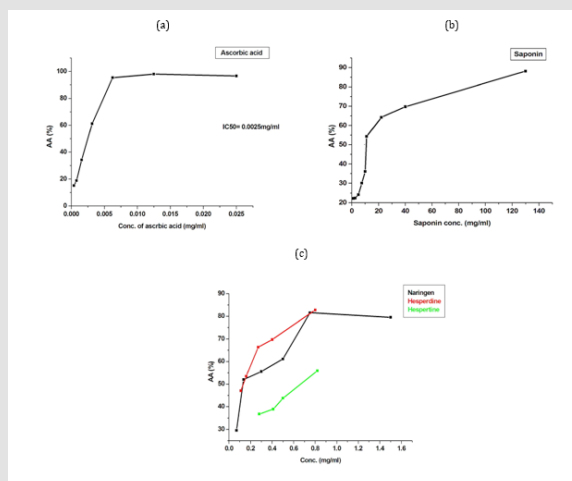 (a)
Ascorbic acid
100
80
60
40
20
0
AA (%)
IC50= 0.0025mg/ml
0.000
0.005
0.010
0.015
0.020
0.025
Conc. of ascrbic acid (mg/ml)
(b)
Saponin
90
80
70
60
50
40
30
20
AA (%)
0
20
40
60
80
100
120
140
Saponin conc. (mg/ml)
(c)
Naringen
Hesperdine
Hespertine
90
80
70
60
50
40
30
AA (%)
0.0
0.2
0.4
0.6
0.8
1.0
1.2
1.4
1.6
Conc. (mg/ml)